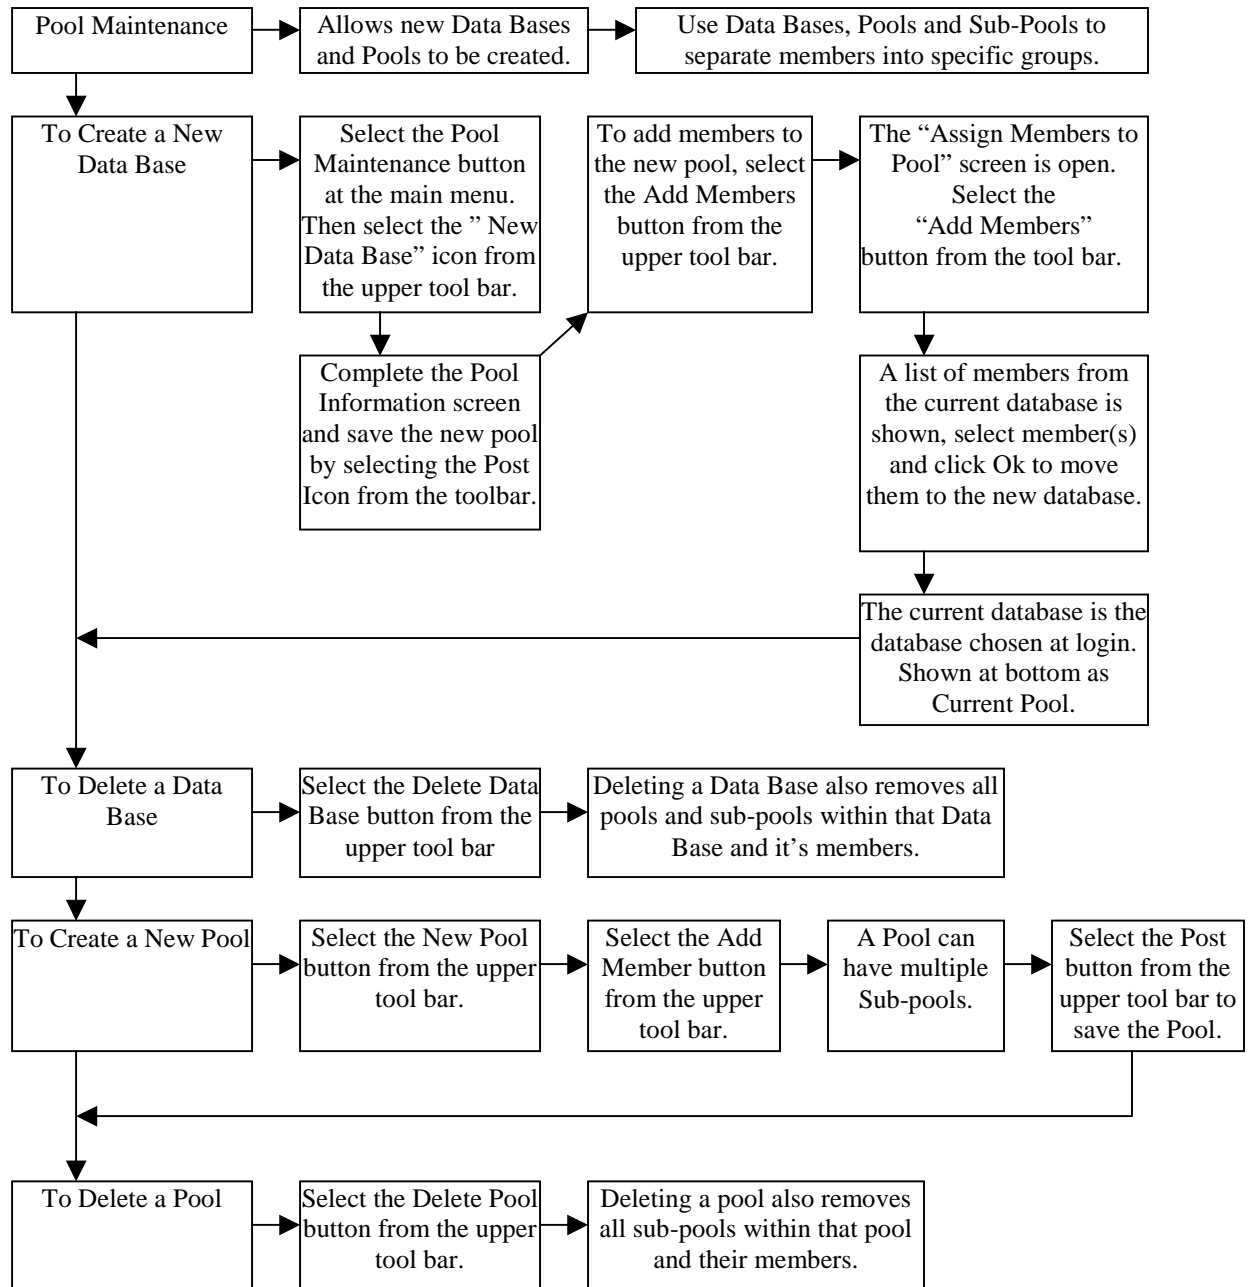 Pool Maintenance
Allows new Data Bases
and Pools to be created.
Use Data Bases, Pools and Sub-Pools to
separate members into specific groups.
To Create a New
Data Base
Select the Pool
Maintenance button
at the main menu.
Then select the ” New
Data Base” icon from
the upper tool bar.
Complete the Pool
Information screen
and save the new pool
by selecting the Post
Icon from the toolbar.
To add members to
the new pool, select
the Add Members
button from the
upper tool bar.
The “Assign Members to
Pool” screen is open.
Select the
“Add Members”
button from the tool bar.
A list of members from
the current database is
shown, select member(s)
and click Ok to move
them to the new database.
The current database is the
database chosen at login.
Shown at bottom as
Current Pool.
To Delete a Data
Base
Select the Delete Data
Base button from the
upper tool bar
Deleting a Data Base also removes all
pools and sub-pools within that Data
Base and it’s members.
To Create a New Pool
Select the New Pool
button from the upper
tool bar.
Select the Add
Member button
from the upper
tool bar.
A Pool can
have multiple
Sub-pools.
Select the Post
button from the
upper tool bar to
save the Pool.
To Delete a Pool
Select the Delete Pool
button from the upper
tool bar.
Deleting a pool also removes
all sub-pools within that pool
and their members.